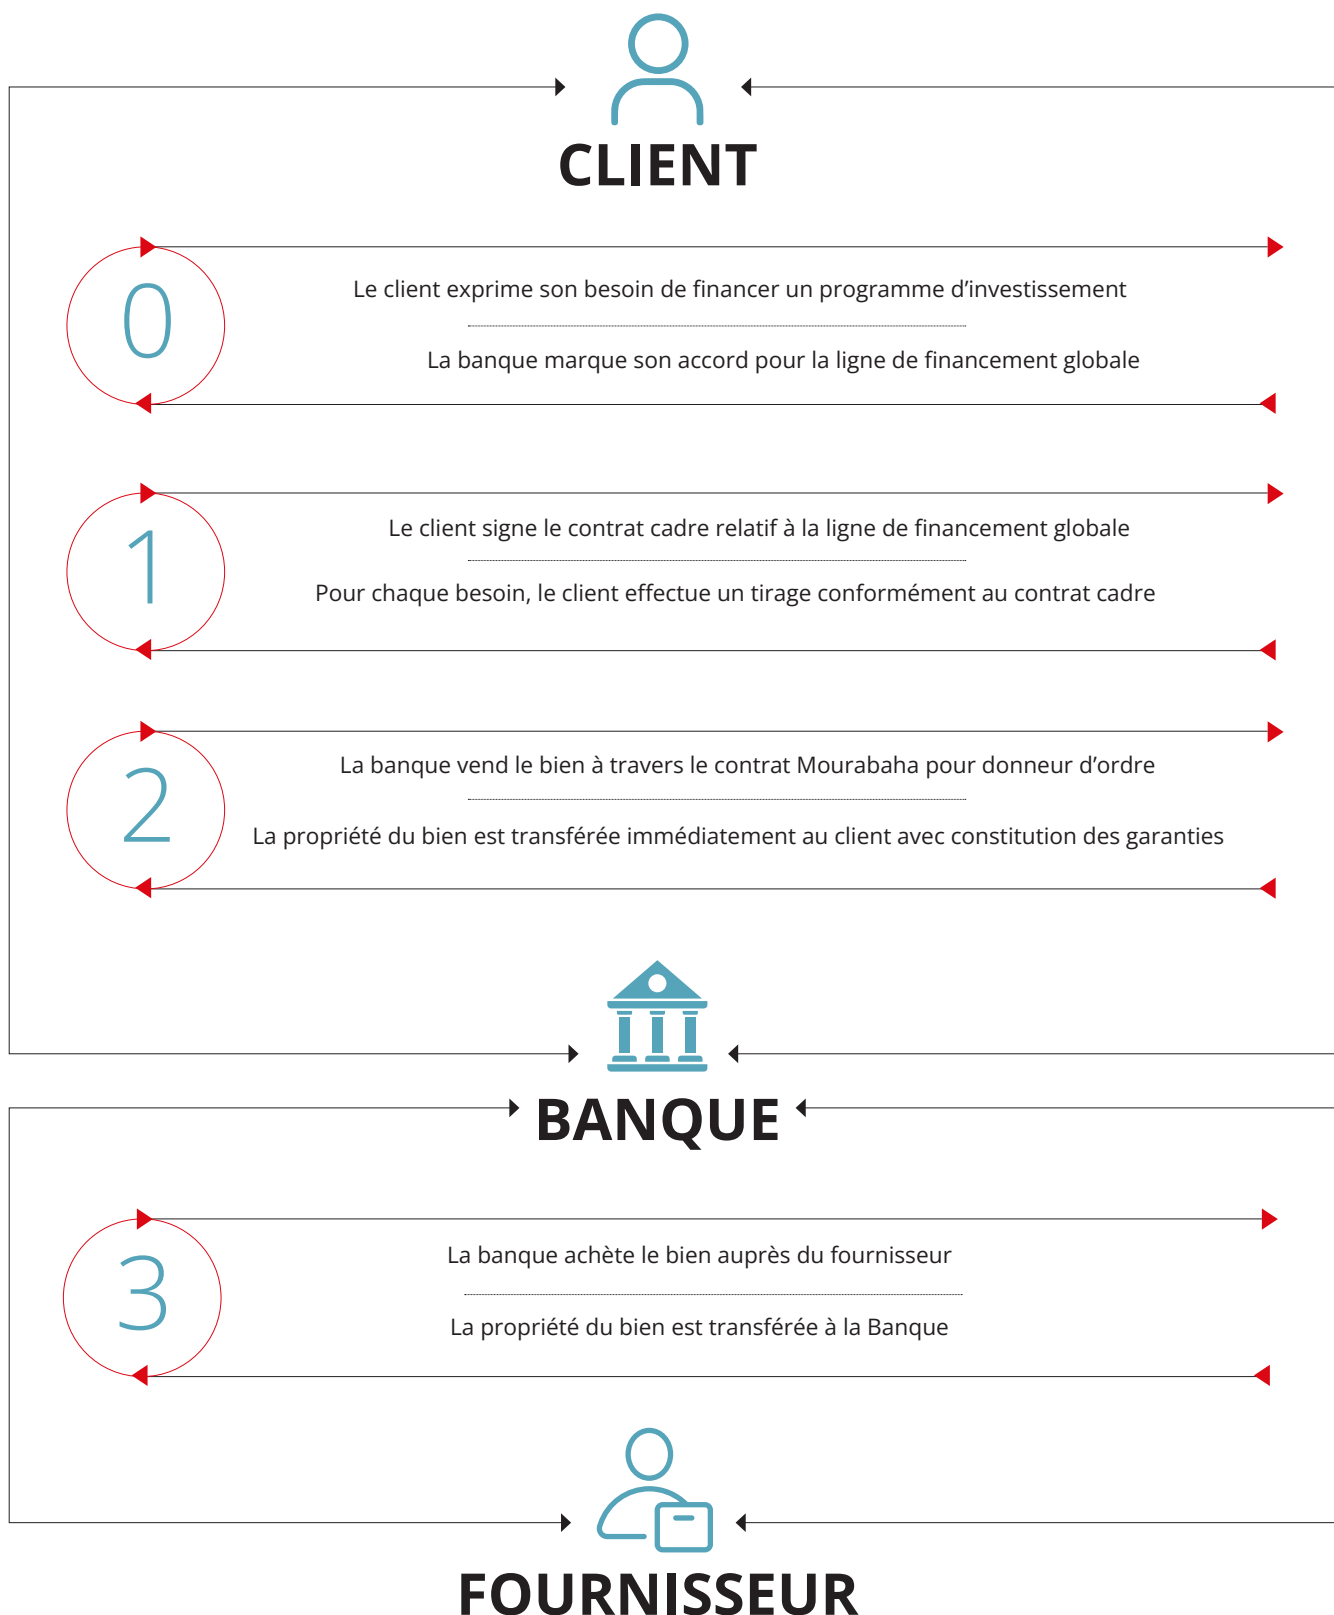 CLIENT
0
Le client exprime son besoin de financer un programme d’investissement
La banque marque son accord pour la ligne de financement globale
1
Le client signe le contrat cadre relatif à la ligne de financement globale
Pour chaque besoin, le client effectue un tirage conformément au contrat cadre
2
La banque vend le bien à travers le contrat Mourabaha pour donneur d’ordre
La propriété du bien est transférée immédiatement au client avec constitution des garanties
BANQUE
3
La banque achète le bien auprès du fournisseur
La propriété du bien est transférée à la Banque
FOURNISSEUR